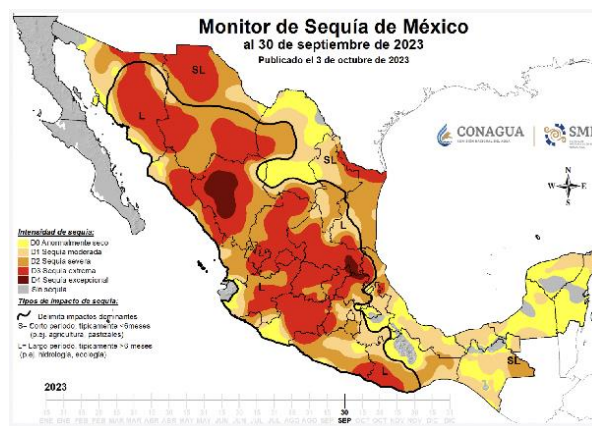 Monitor de Sequía de México
al 30 de septiembre de 2023
Publicado el 3 de octubre de 2023
SL
L
CONAGUA
SMN
SL
N
W E
S
L
Intensidad de sequía:
D0 Anormalmente seco
D1 Sequía moderada
D2 Sequía severa
D3 Sequía extrema
D4 Sequía excepcional
Sin sequía
L
L
Tipos de impacto de sequía:
Delimita impactos dominantes
S= Corto periodo, típicamente <6 meses
(p.ej. agricultura, pastizales)
L= Largo periodo, típicamente >6 meses
(p.ej. hidrología, ecología)
SL
L
2023
30
SEP